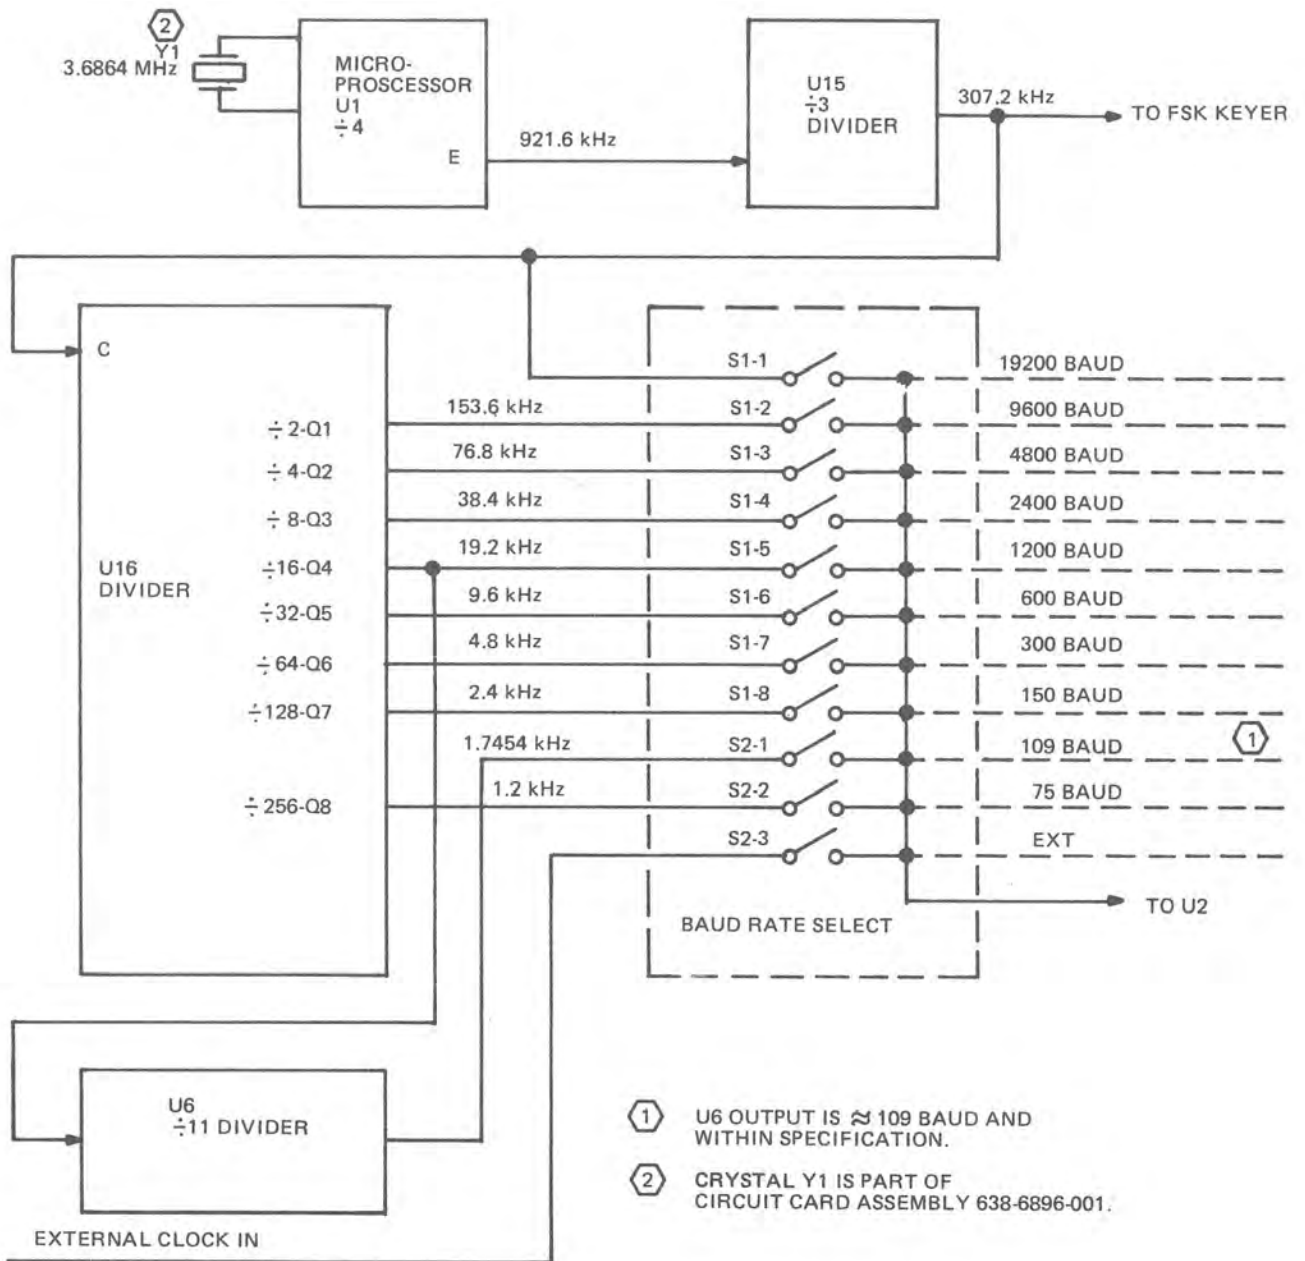 2
Y1
3.6864 MHz
MICRO-
PROSCESSOR
U1
÷4
E
921.6 kHz
U15
÷3
DIVIDER
307.2 kHz
TO FSK KEYER
C
U16
DIVIDER
÷2-Q1
÷4-Q2
÷8-Q3
÷16-Q4
÷32-Q5
÷64-Q6
÷128-Q7
÷256-Q8
153.6 kHz
76.8 kHz
38.4 kHz
19.2 kHz
9.6 kHz
4.8 kHz
2.4 kHz
1.7454 kHz
1.2 kHz
S1-1
S1-2
S1-3
S1-4
S1-5
S1-6
S1-7
S1-8
S2-1
S2-2
S2-3
BAUD RATE SELECT
19200 BAUD
9600 BAUD
4800 BAUD
2400 BAUD
1200 BAUD
600 BAUD
300 BAUD
150 BAUD
109 BAUD
1
75 BAUD
EXT
TO U2
U6
÷11 DIVIDER
EXTERNAL CLOCK IN
1 U6 OUTPUT IS ≈ 109 BAUD AND
WITHIN SPECIFICATION.
2 CRYSTAL Y1 IS PART OF
CIRCUIT CARD ASSEMBLY 638-6896-001.